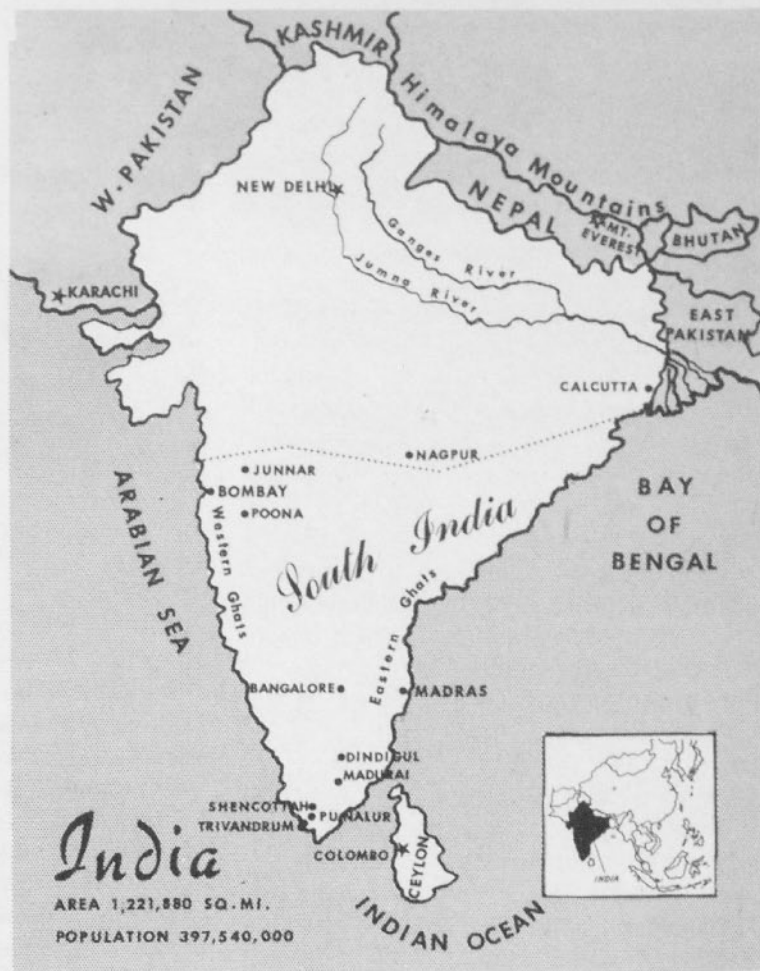 KASHMIR
Himalaya Mountains
W. PAKISTAN
NEW DELHI
NEPAL
MT.
EVEREST
BHUTAN
Ganges River
Jumna River
KARACHI
EAST
PAKISTAN
CALCUTTA
NAGPUR
JUNNAR
BOMBAY
POONA
ARABIAN SEA
Western Ghats
South India
BAY
OF
BENGAL
Eastern Ghats
BANGALORE
MADRAS
DINDIGUL
MADURAI
SHENCOTTAH
PUNALUR
TRIVANDRUM
COLOMBO
CEYLON
INDIAN OCEAN
INDIA
India
AREA 1,221,880 SQ. MI.
POPULATION 397,540,000